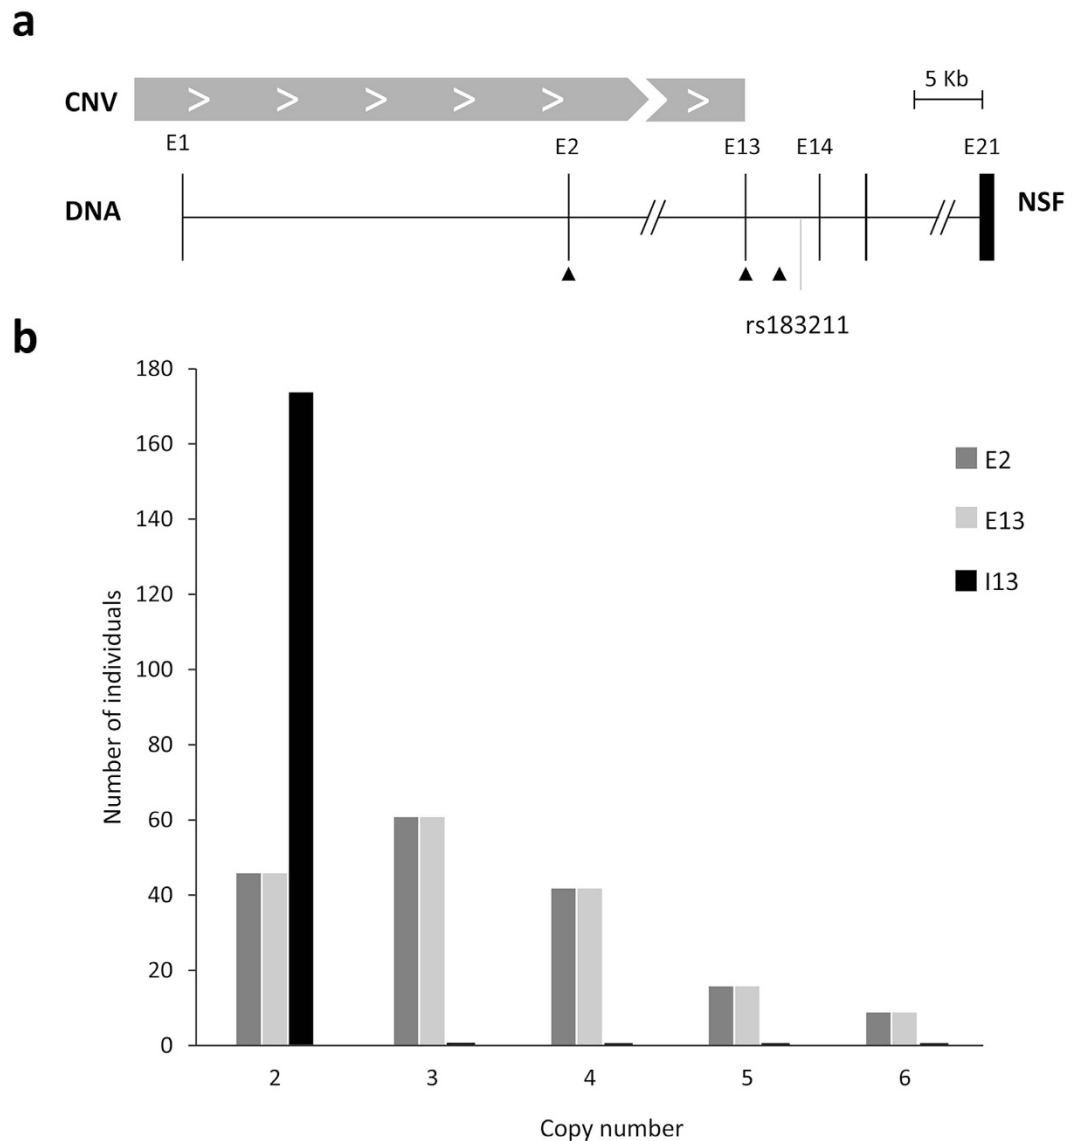 a
CNV
5 Kb
E1 E2 E13 E14 E21
DNA
NSF
rs183211
b
180
160
140
120
100
80
60
40
20
0
Number of individuals
E2
E13
I13
2 3 4 5 6
Copy number